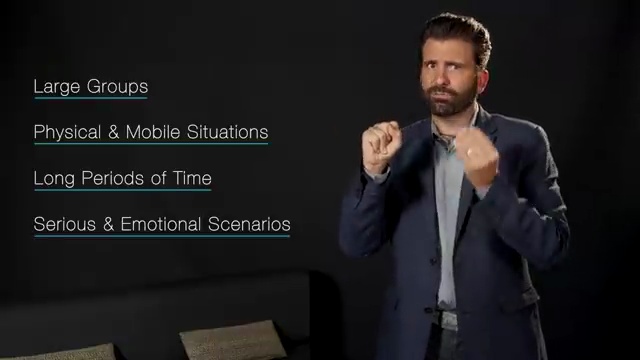 Large Groups
Physical & Mobile Situations
Long Periods of Time
Serious & Emotional Scenarios